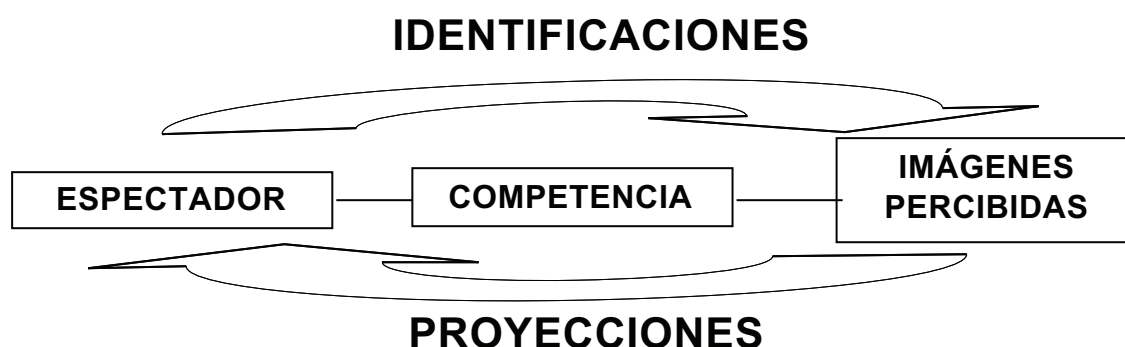 IDENTIFICACIONES
ESPECTADOR
COMPETENCIA
IMÁGENES
PERCIBIDAS
PROYECCIONES